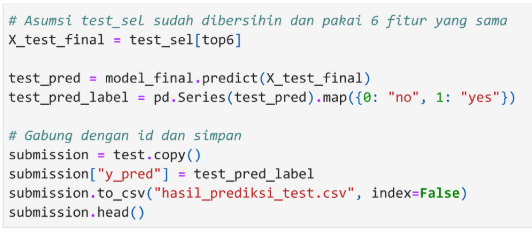 # Asumsi test_sel sudah dibersihin dan pakai 6 fitur yang sama
X_test_final = test_sel[top6]
test_pred = model_final.predict(X_test_final)
test_pred_label = pd.Series(test_pred).map({0: "no", 1: "yes"})
# Gabung dengan id dan simpan
submission = test.copy()
submission["y_pred"] = test_pred_label
submission.to_csv("hasil_prediksi_test.csv", index=False)
submission.head()